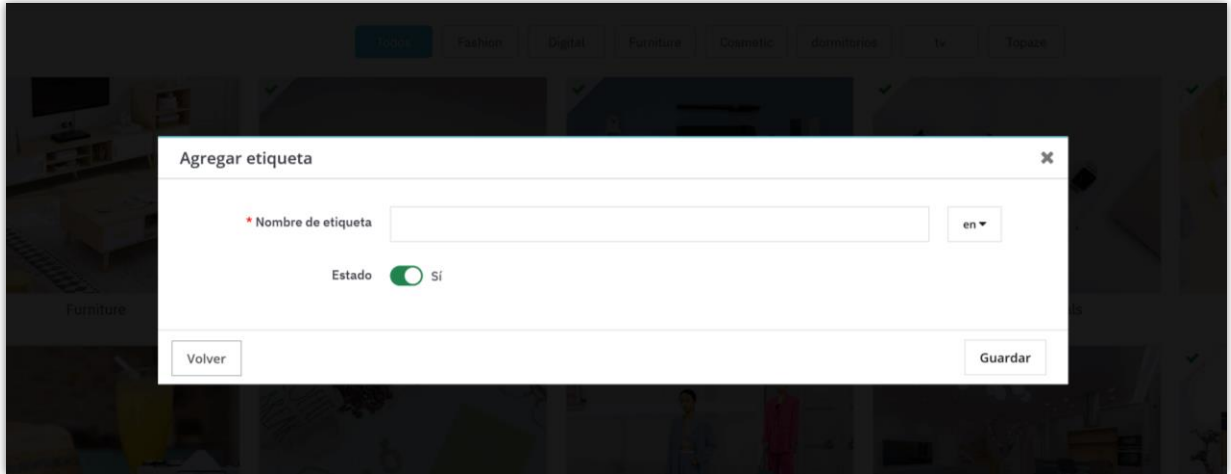 Todos Fashion Digital Furniture Cosmetic dormitorios Tv Topaze
Agregar etiqueta
* Nombre de etiqueta
en
Estado Sí
Furniture
Volver Guardar